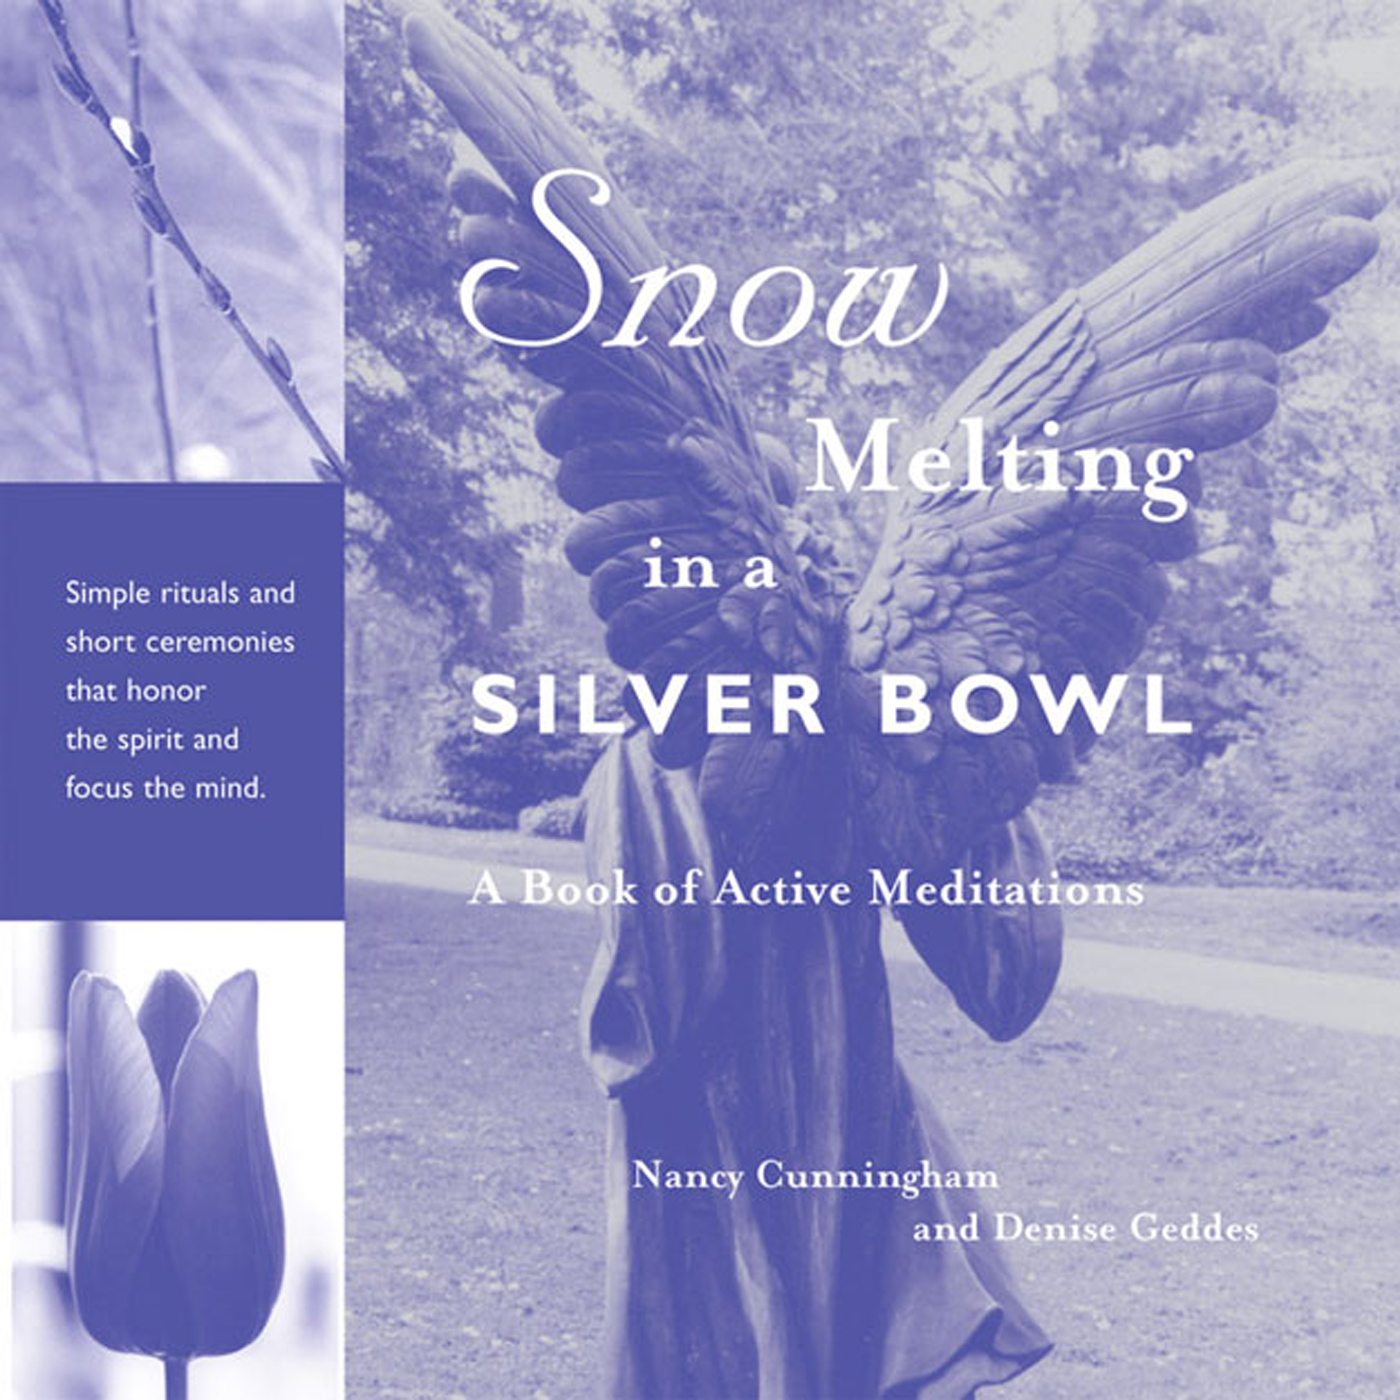 Snow
Melting
in a
SILVER BOWL
A Book of Active Meditations
Simple rituals and
short ceremonies
that honor
the spirit and
focus the mind.
Nancy Cunningham
and Denise Geddes